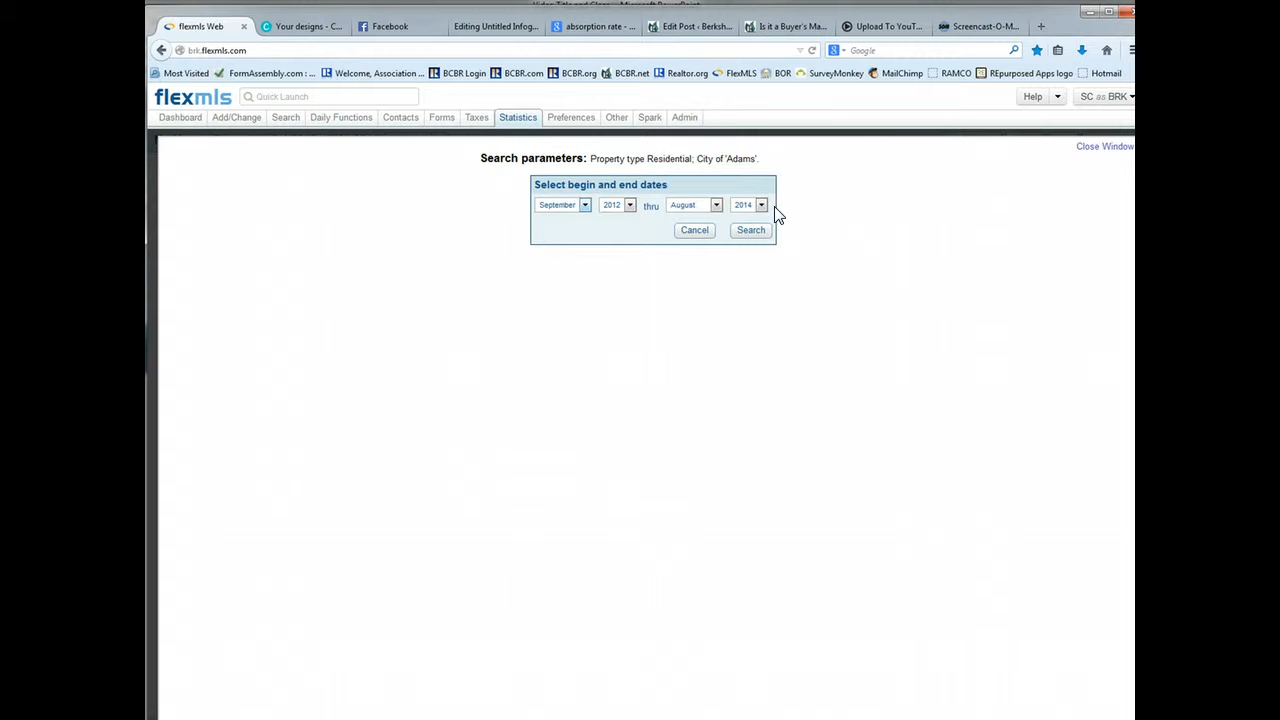 flexmls Web
Your designs - C...
Facebook
Editing Untitled Infog...
absorption rate - ...
Edit Post ‹ Berksh...
Is it a Buyer's Ma...
Upload To YouT...
Screencast-O-M...
brk.flexmls.com
Google
Most Visited
FormAssembly.com : ...
Welcome, Association ...
BCBR Login
BCBR.com
BCBR.org
BCBR.net
Realtor.org
FlexMLS
BOR
SurveyMonkey
MailChimp
RAMCO
REpurposed Apps logo
Hotmail
flexmls
Quick Launch
Help
SC as BRK
Dashboard
Add/Change
Search
Daily Functions
Contacts
Forms
Taxes
Statistics
Preferences
Other
Spark
Admin
Close Window
Search parameters: Property type Residential; City of 'Adams'.
Select begin and end dates
September 2012 thru August 2014
Cancel Search